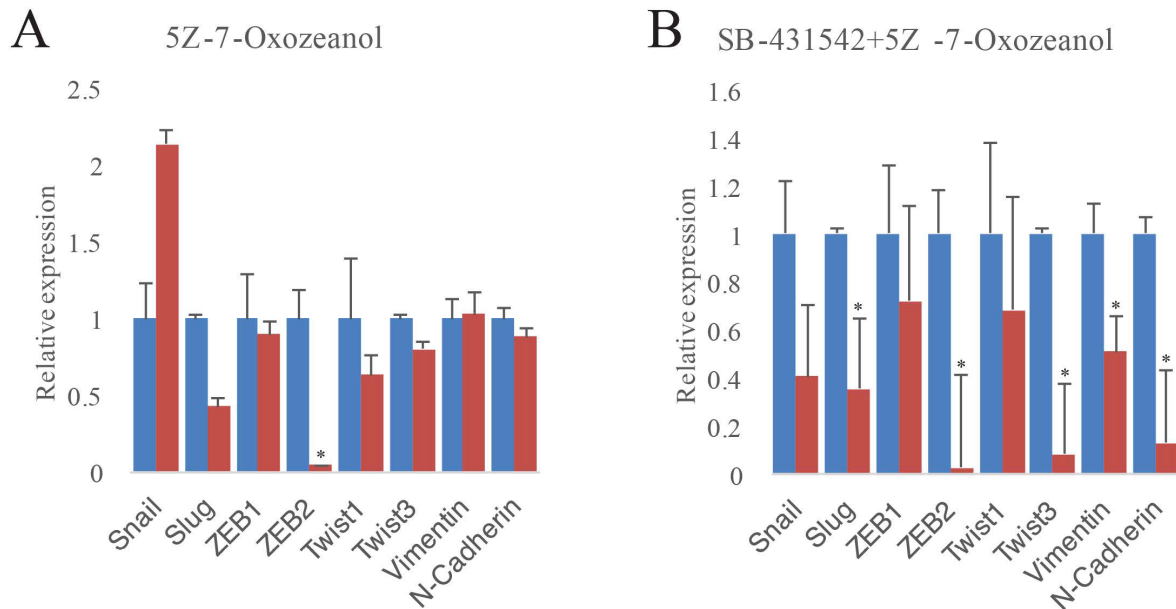 A
5Z-7-Oxozeanol
Relative expression
2.5
2
1.5
1
0.5
0
*
Snail
Slug
ZEB1
ZEB2
Twist1
Twist3
Vimentin
N-Cadherin
B
SB-431542+5Z -7-Oxozeanol
Relative expression
1.6
1.4
1.2
1
0.8
0.6
0.4
0.2
0
*
*
*
*
*
Snail
Slug
ZEB1
ZEB2
Twist1
Twist3
Vimentin
N-Cadherin